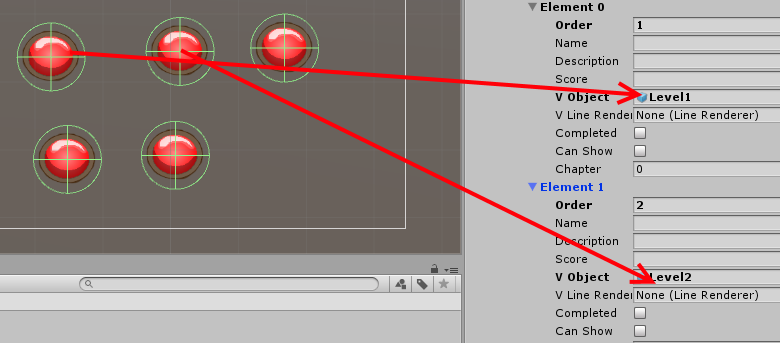 Element 0
Order 1
Name
Description
Score
V Object Level1
V Line Render None (Line Renderer)
Completed
Can Show
Chapter 0
Element 1
Order 2
Name
Description
Score
V Object Level2
V Line Render None (Line Renderer)
Completed
Can Show